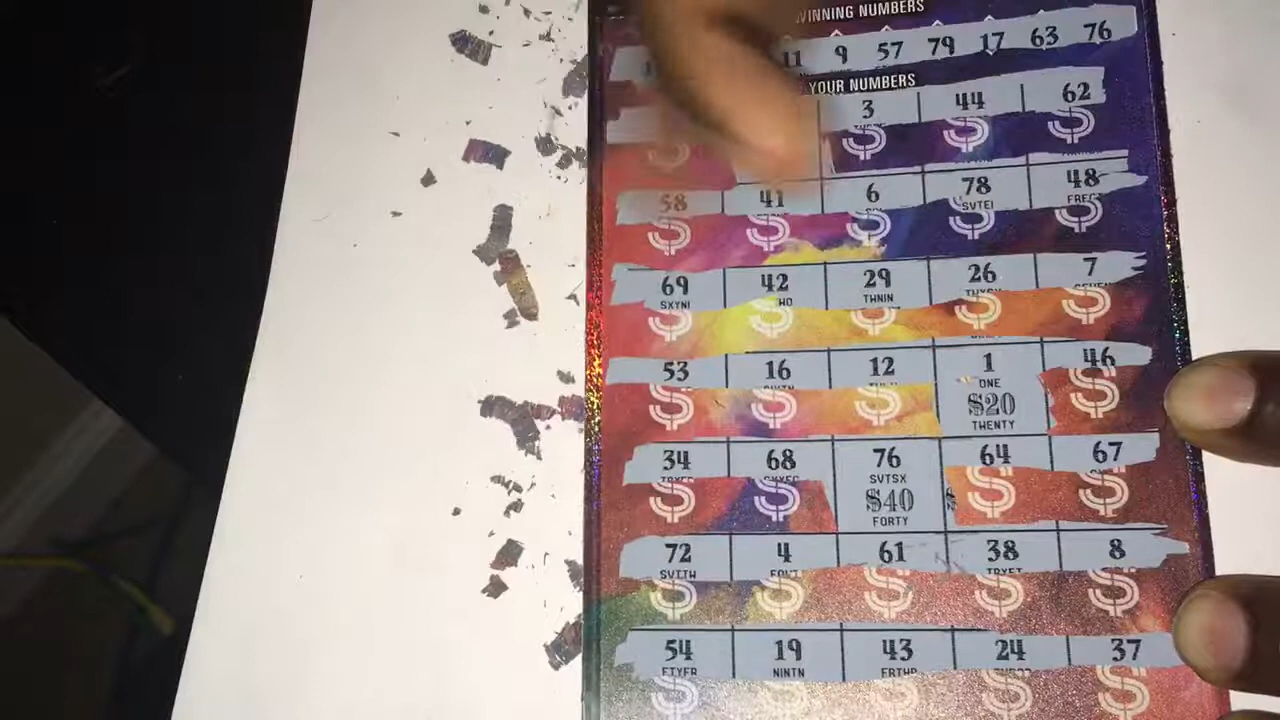 WINNING NUMBERS
11 9 57 79 17 63 76
YOUR NUMBERS
3 44 62
58 41 6 78 48
SVTEI
69 42 29 26 7
SXYNI THNIN
53 16 12 1 46
ONE
$20
TWENTY
34 68 76 64 67
SVTSX
$40
FORTY
72 4 61 38 8
54 19 43 24 37
NINTN